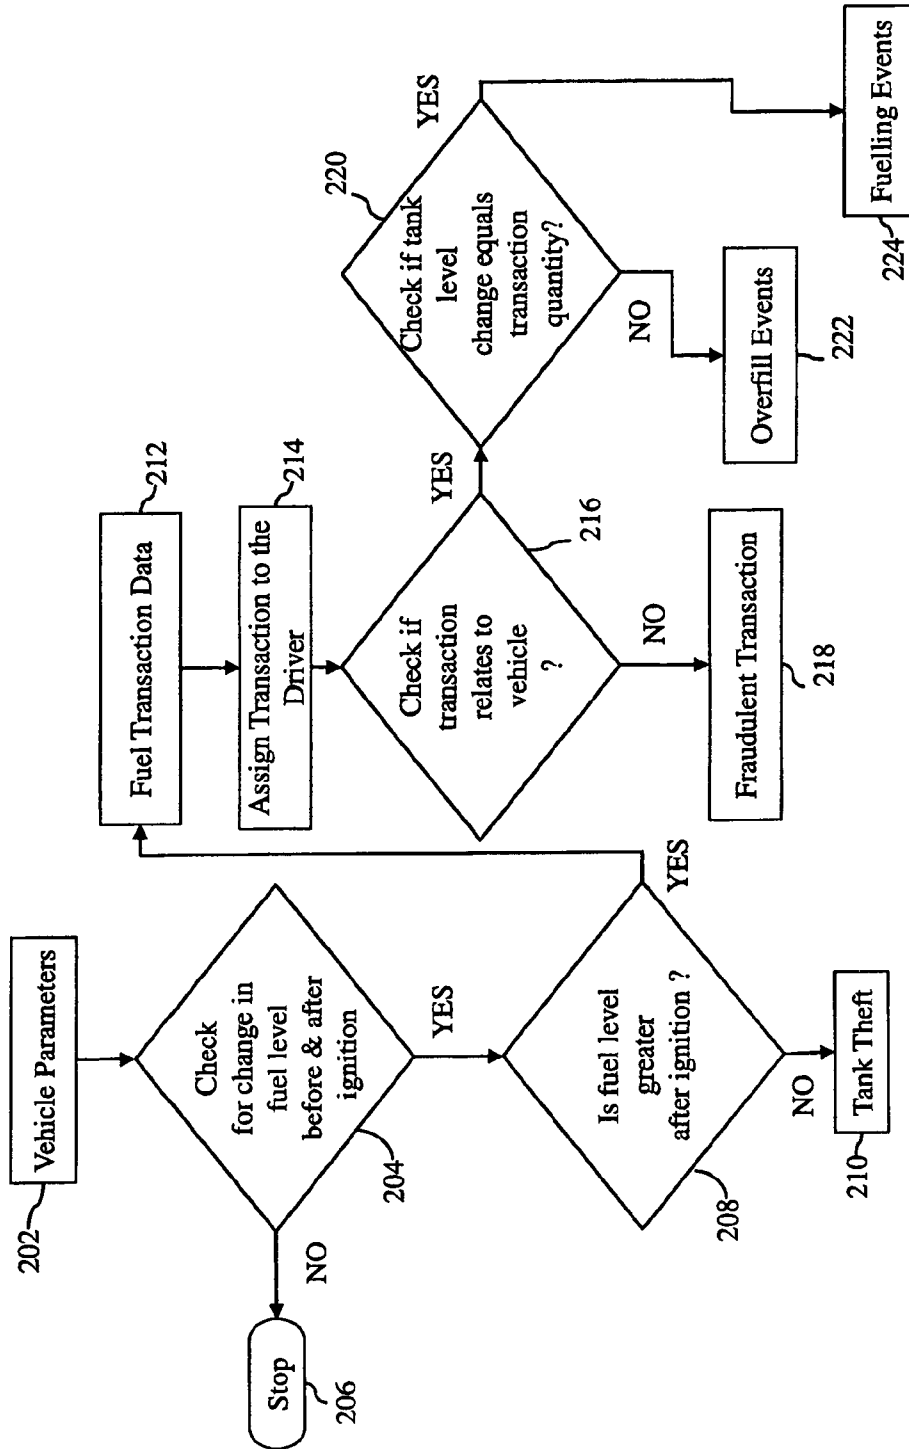 202
Vehicle Parameters
Check
for change in
fuel level
before & after
ignition
204
NO
Stop
206
YES
Is fuel level
greater
after ignition ?
208
NO
Tank Theft
210
YES
Fuel Transaction Data
212
Assign Transaction to the
Driver
214
Check if
transaction
relates to
vehicle
?
216
NO
Fraudulent Transaction
218
YES
Check if tank
level
change equals
transaction
quantity?
220
NO
Overfill Events
222
YES
Fuelling Events
224